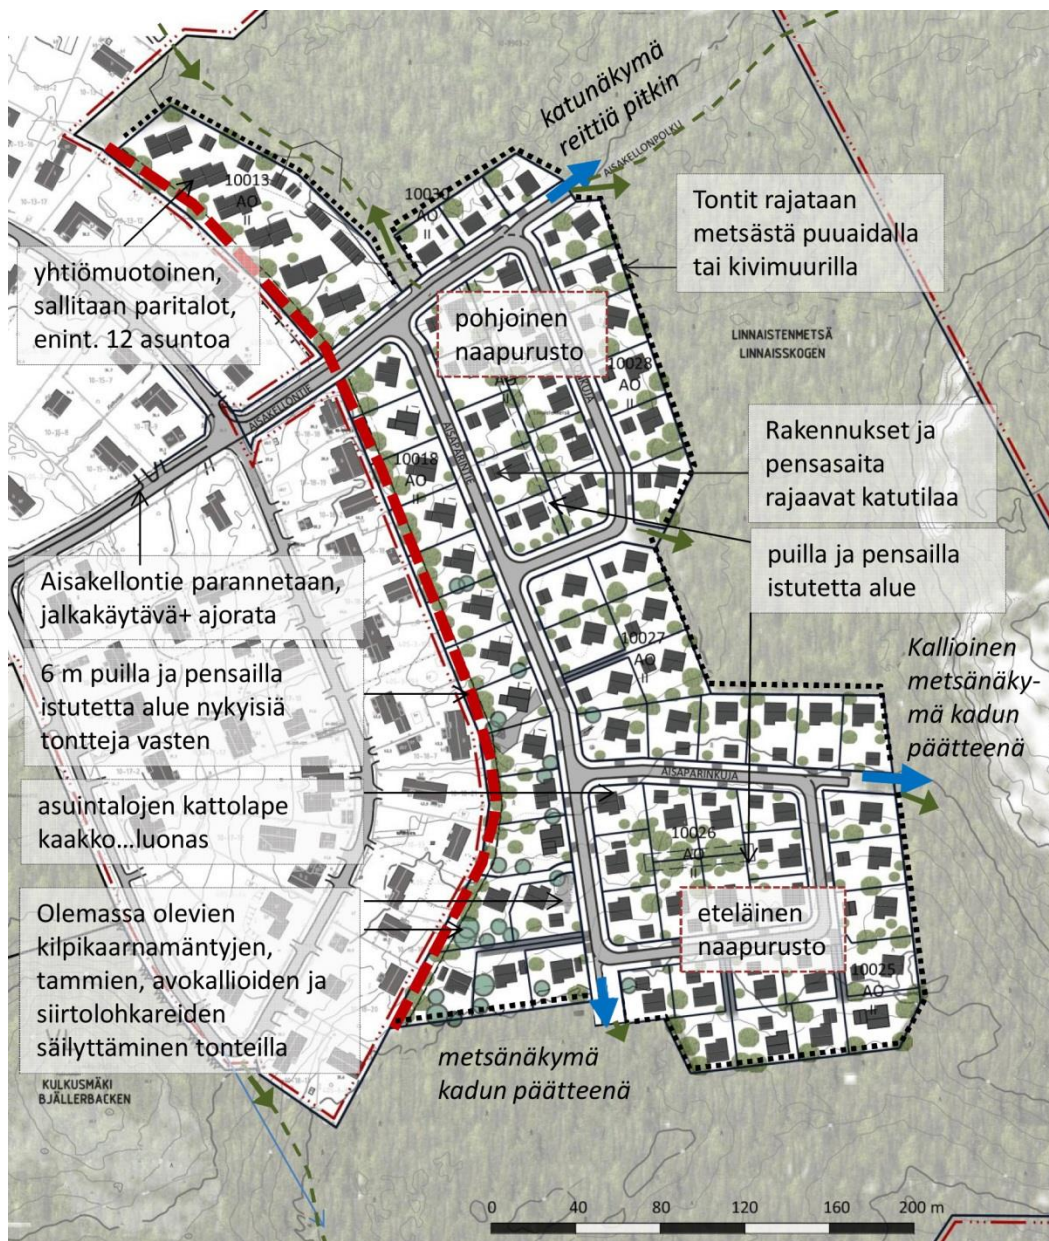 katunäkymä
reittiä pitkin
AISAKELLONPOLKU
10013
AO
II
10030
AO
II
Tontit rajataan
metsästä puuaidalla
tai kivimuurilla
yhtiömuotoinen,
sallitaan paritalot,
enint. 12 asuntoa
pohjoinen
naapurusto
LINNAISTENMETSÄ
LINNAISSKOGEN
10028
AO
II
AISAKELLONTIE
AISAPARINTIE
Rakennukset ja
pensasaita
rajaavat katutilaa
10018
AO
II
puilla ja pensailla
istutetta alue
Aisakellontie parannetaan,
jalkakäytävä+ ajorata
10027
AO
II
Kallioinen
metsänäky-
mä kadun
päätteenä
6 m puilla ja pensailla
istutetta alue nykyisiä
tontteja vasten
AISAPARINKUJA
asuintalojen kattolape
kaakko...luonas
10026
AO
II
Olemassa olevien
kilpikaarnamäntyjen,
tammien, avokallioiden ja
siirtolohkareiden
säilyttäminen tonteilla
eteläinen
naapurusto
10025
AO
II
metsänäkymä
kadun päätteenä
KULKUSMÄKI
BJÄLLERBACKEN
0 40 80 120 160 200 m